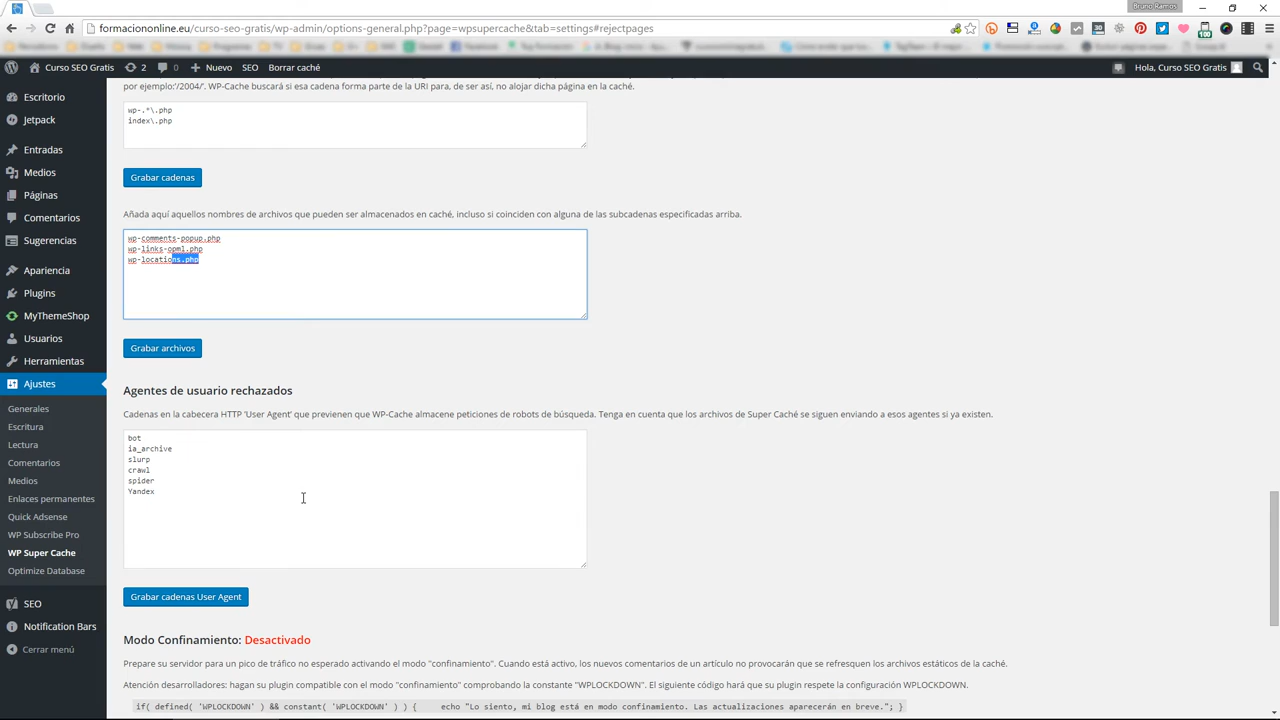 Bruno Ramos
formaciononline.eu/curso-seo-gratis/wp-admin/options-general.php?page=wpsupercache&tab=settings#rejectpages
Curso SEO Gratis
2
0
Nuevo
SEO
Borrar caché
Hola, Curso SEO Gratis
por ejemplo:'/2004/'. WP-Cache buscará si esa cadena forma parte de la URI para, de ser así, no alojar dicha página en la caché.
Escritorio
Jetpack
Entradas
Medios
Páginas
Comentarios
Sugerencias
Apariencia
Plugins
MyThemeShop
Usuarios
Herramientas
Ajustes
Generales
Escritura
Lectura
Comentarios
Medios
Enlaces permanentes
Quick Adsense
WP Subscribe Pro
WP Super Cache
Optimize Database
SEO
Notification Bars
Cerrar menú
wp-.*\.php
index\.php
Grabar cadenas
Añada aquí aquellos nombres de archivos que pueden ser almacenados en caché, incluso si coinciden con alguna de las subcadenas especificadas arriba.
wp-comments-popup.php
wp-links-opml.php
wp-locations.php
Grabar archivos
Agentes de usuario rechazados
Cadenas en la cabecera HTTP 'User Agent' que previenen que WP-Cache almacene peticiones de robots de búsqueda. Tenga en cuenta que los archivos de Super Caché se siguen enviando a esos agentes si ya existen.
bot
ia_archive
slurp
crawl
spider
Yandex
Grabar cadenas User Agent
Modo Confinamiento: Desactivado
Prepare su servidor para un pico de tráfico no esperado activando el modo "confinamiento". Cuando está activo, los nuevos comentarios de un artículo no provocarán que se refresquen los archivos estáticos de la caché.
Atención desarrolladores: hagan su plugin compatible con el modo "confinamiento" comprobando la constante "WPLOCKDOWN". El siguiente código hará que su plugin respete la configuración WPLOCKDOWN.
if( defined( 'WPLOCKDOWN' ) && constant( 'WPLOCKDOWN' ) ) { echo "Lo siento, mi blog está en modo confinamiento. Las actualizaciones aparecerán en breve."; }